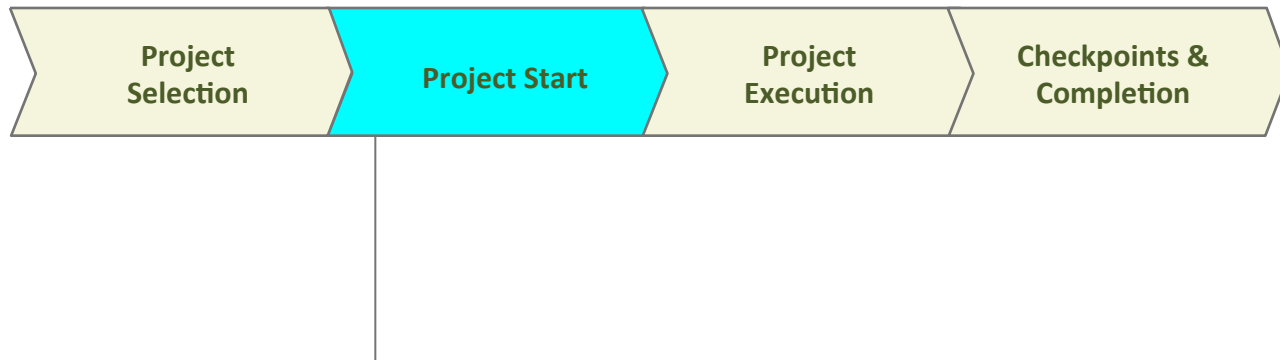 Project
Selection
Project Start
Project
Execution
Checkpoints &
Completion